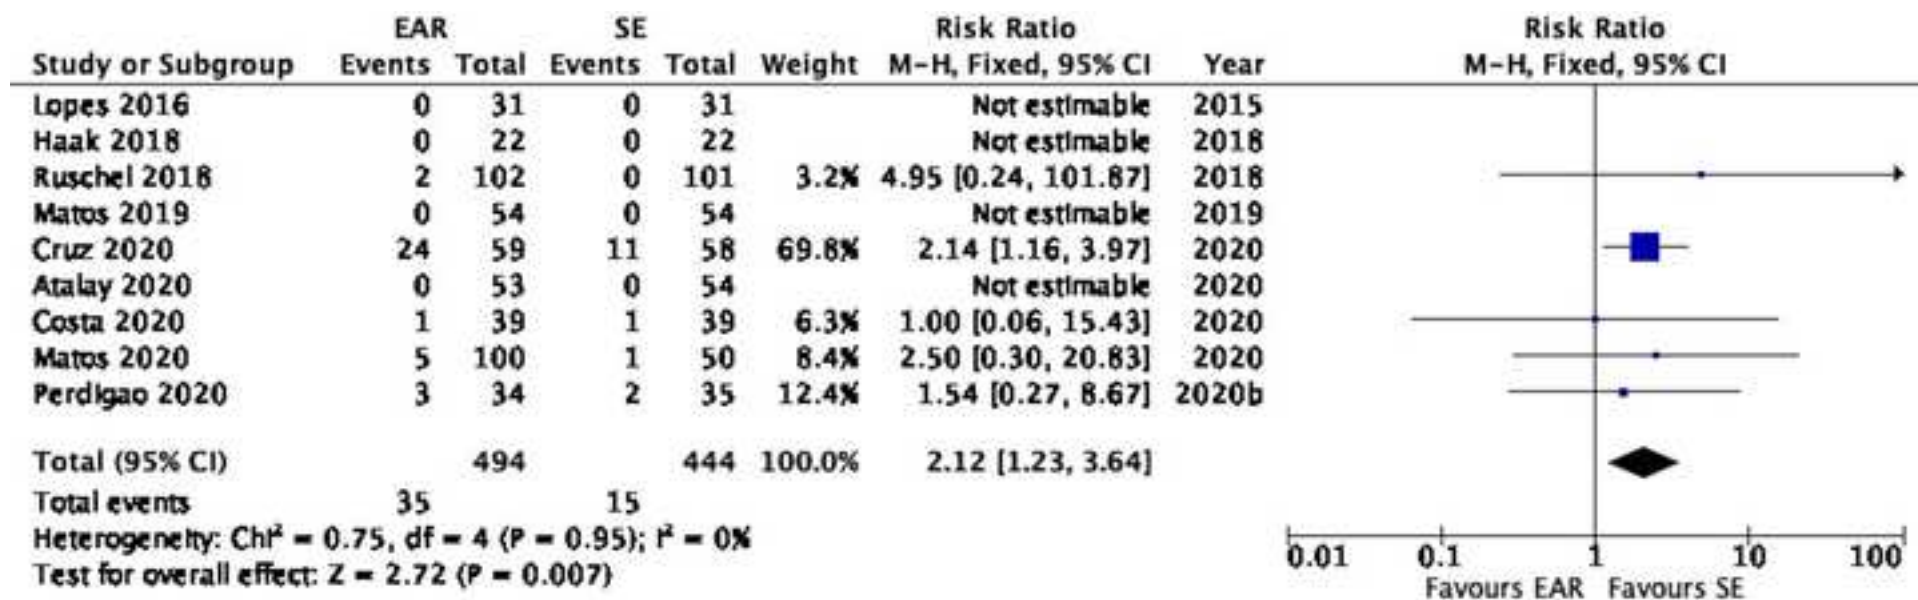 EAR SE Risk Ratio Risk Ratio
Study or Subgroup Events Total Events Total Weight M-H, Fixed, 95% CI Year M-H, Fixed, 95% CI
Lopes 2016 0 31 0 31 Not estimable 2015
Haak 2018 0 22 0 22 Not estimable 2018
Ruschel 2018 2 102 0 101 3.2% 4.95 [0.24, 101.87] 2018
Matos 2019 0 54 0 54 Not estimable 2019
Cruz 2020 24 59 11 58 69.8% 2.14 [1.16, 3.97] 2020
Atalay 2020 0 53 0 54 Not estimable 2020
Costa 2020 1 39 1 39 6.3% 1.00 [0.06, 15.43] 2020
Matos 2020 5 100 1 50 8.4% 2.50 [0.30, 20.83] 2020
Perdigao 2020 3 34 2 35 12.4% 1.54 [0.27, 8.67] 2020b
Total (95% CI) 494 444 100.0% 2.12 [1.23, 3.64]
Total events 35 15
Heterogeneity: Chi² = 0.75, df = 4 (P = 0.95); I² = 0%
Test for overall effect: Z = 2.72 (P = 0.007)
0.01 0.1 1 10 100
Favours EAR Favours SE